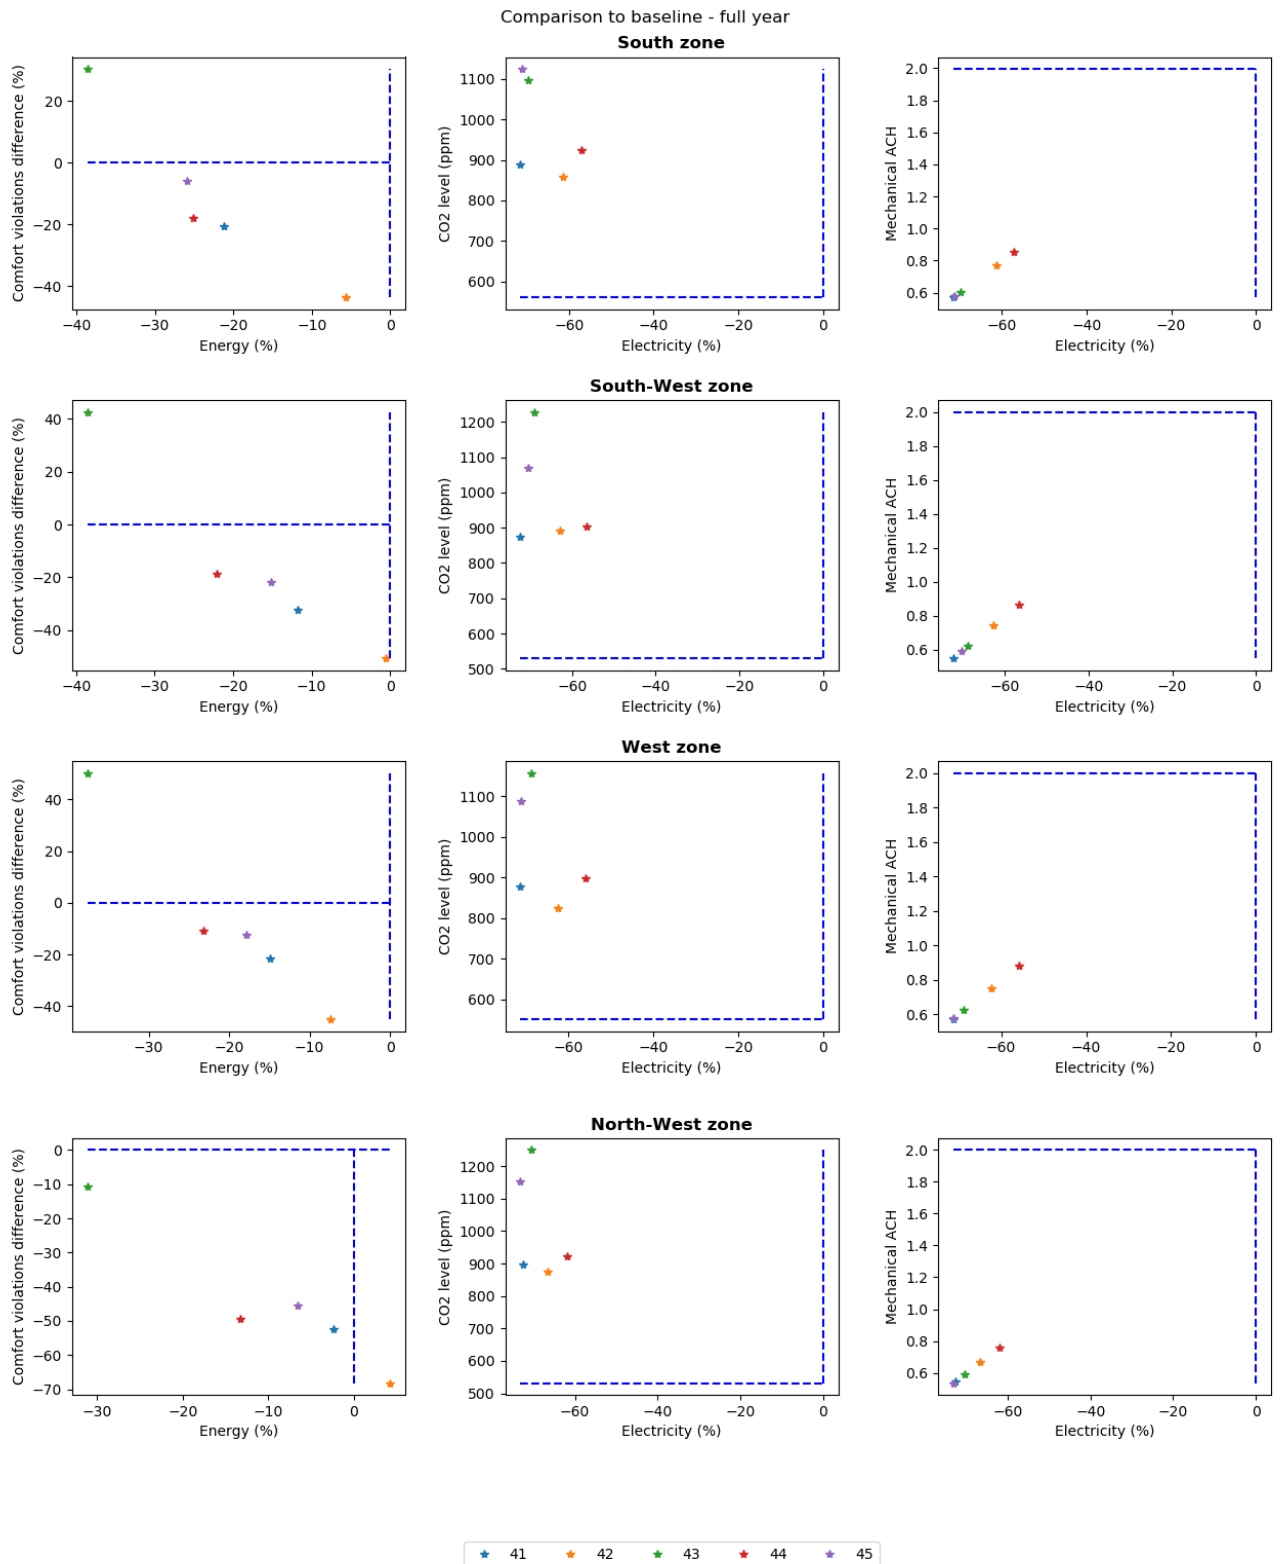 Comparison to baseline - full year
South zone
Comfort violations difference (%)
20
0
−20
−40
−40 −30 −20 −10 0
Energy (%)
CO2 level (ppm)
1100
1000
900
800
700
600
−60 −40 −20 0
Electricity (%)
Mechanical ACH
2.0
1.8
1.6
1.4
1.2
1.0
0.8
0.6
−60 −40 −20 0
Electricity (%)
South-West zone
Comfort violations difference (%)
40
20
0
−20
−40
−40 −30 −20 −10 0
Energy (%)
CO2 level (ppm)
1200
1100
1000
900
800
700
600
500
−60 −40 −20 0
Electricity (%)
Mechanical ACH
2.0
1.8
1.6
1.4
1.2
1.0
0.8
0.6
−60 −40 −20 0
Electricity (%)
West zone
Comfort violations difference (%)
40
20
0
−20
−40
−30 −20 −10 0
Energy (%)
CO2 level (ppm)
1100
1000
900
800
700
600
−60 −40 −20 0
Electricity (%)
Mechanical ACH
2.0
1.8
1.6
1.4
1.2
1.0
0.8
0.6
−60 −40 −20 0
Electricity (%)
North-West zone
Comfort violations difference (%)
0
−10
−20
−30
−40
−50
−60
−70
−30 −20 −10 0
Energy (%)
CO2 level (ppm)
1200
1100
1000
900
800
700
600
500
−60 −40 −20 0
Electricity (%)
Mechanical ACH
2.0
1.8
1.6
1.4
1.2
1.0
0.8
0.6
−60 −40 −20 0
Electricity (%)
41 42 43 44 45